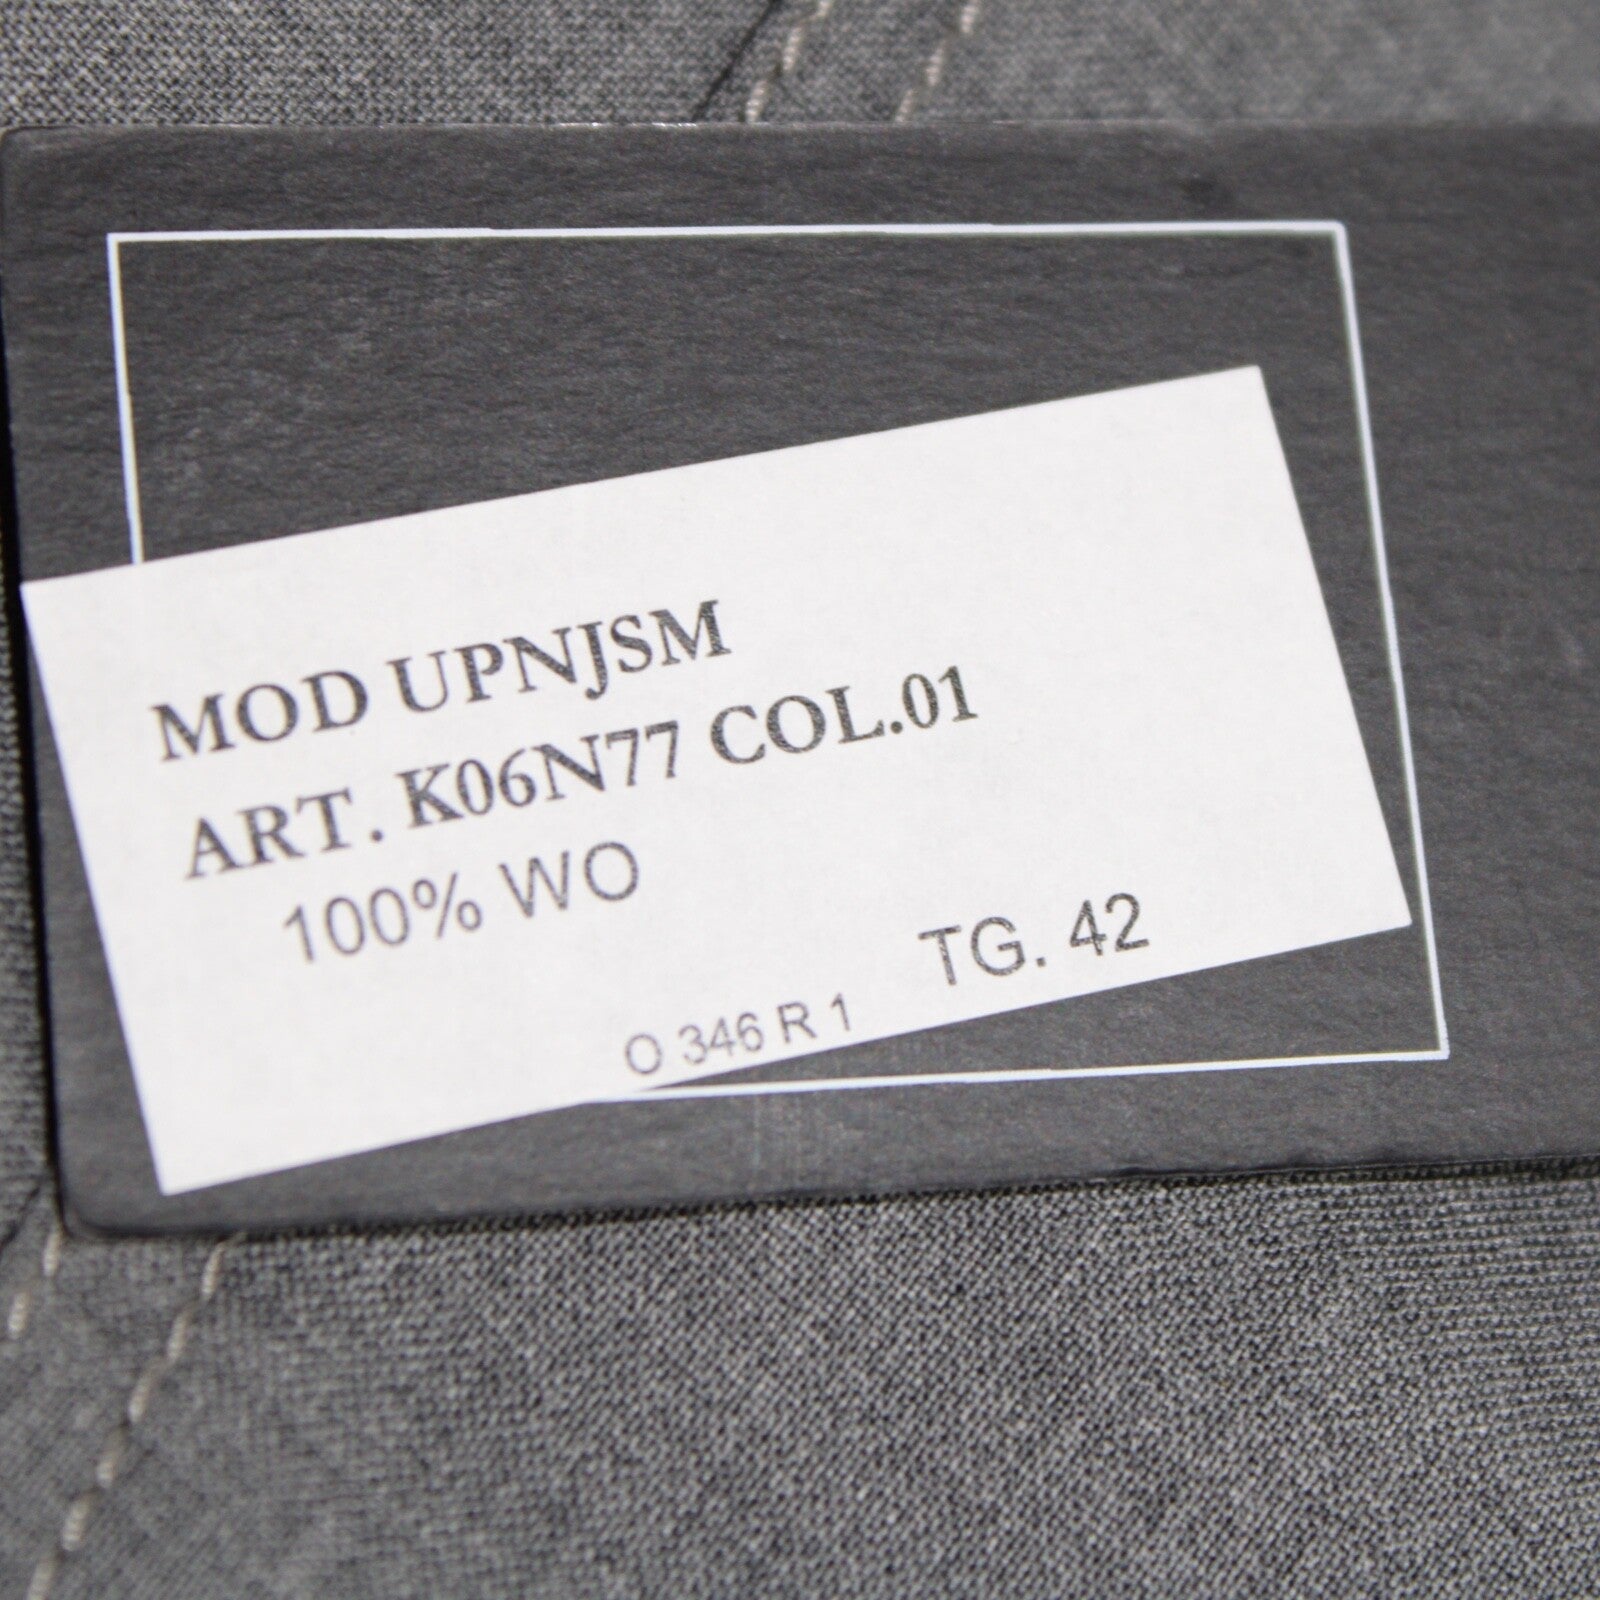 MOD UPNJSM
ART. K06N77 COL.01
100% WO
TG. 42
O 346 R 1